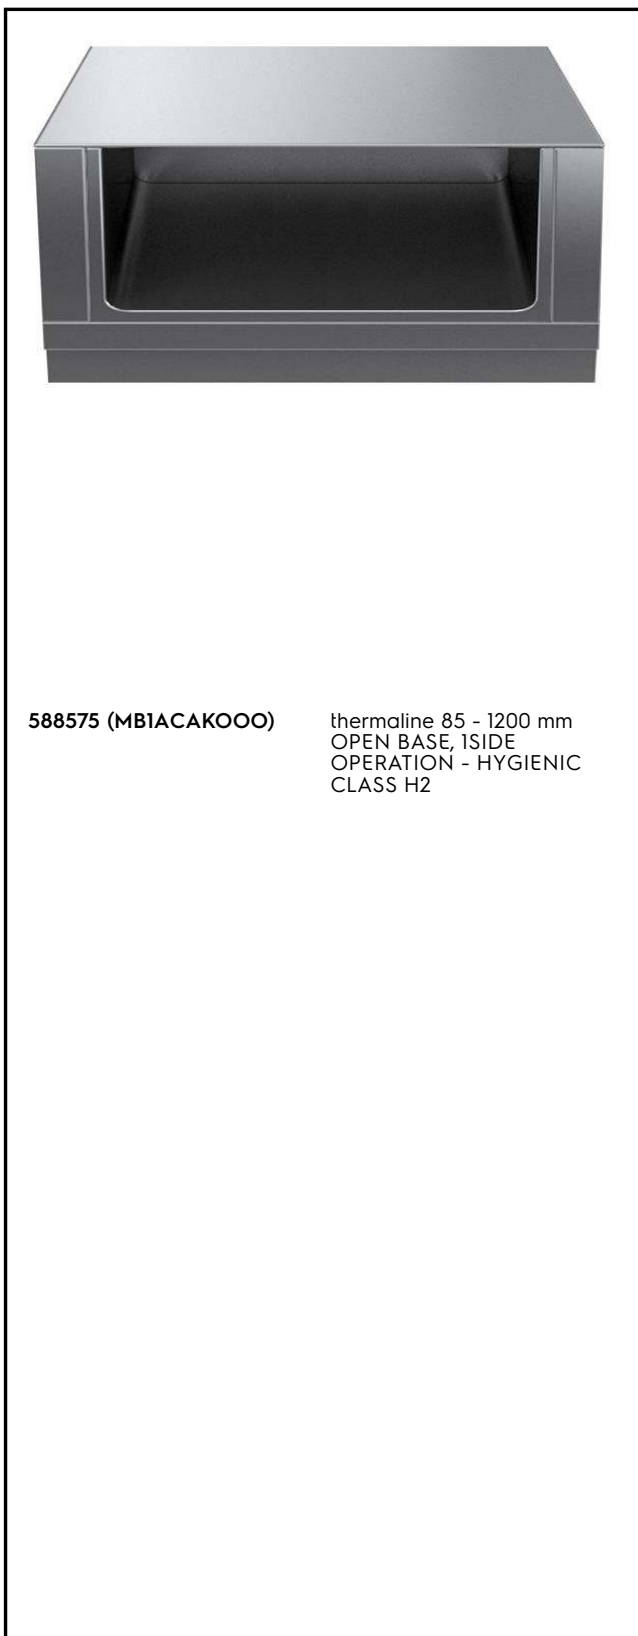 588575 (MB1ACAKOOO)
thermaline 85 - 1200 mm
OPEN BASE, 1SIDE
OPERATION - HYGIENIC
CLASS H2